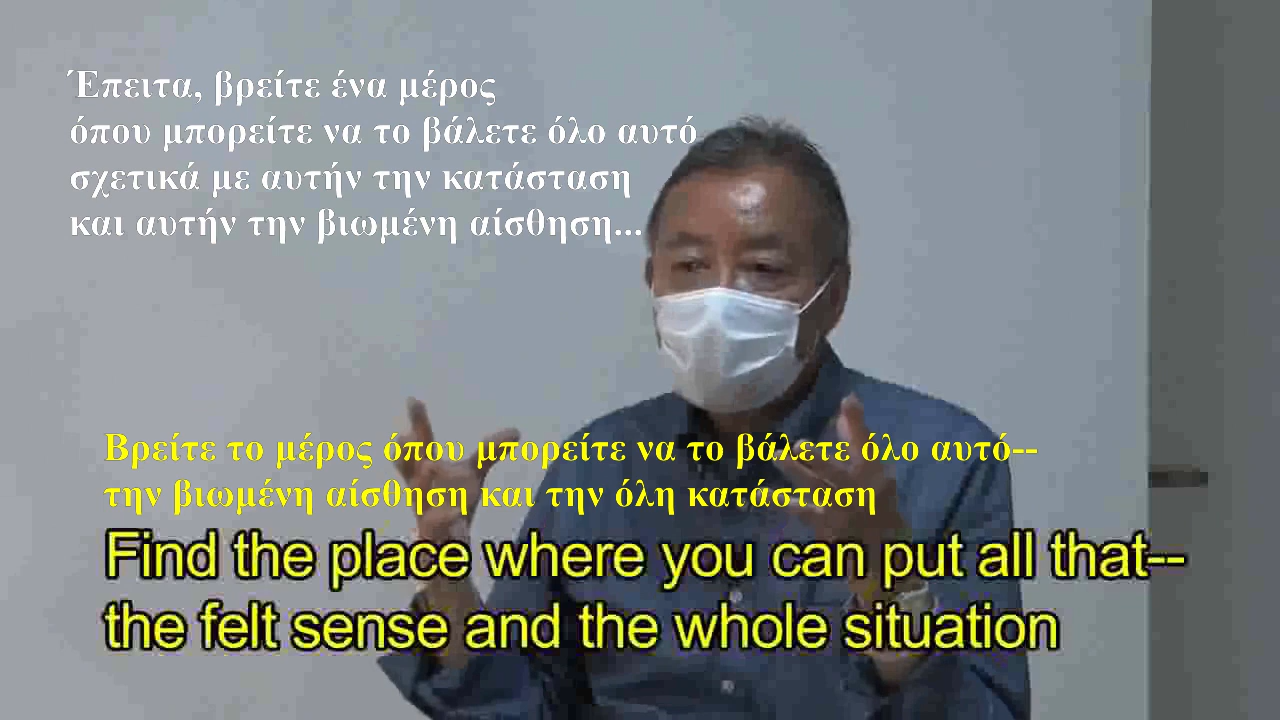 Έπειτα, βρείτε ένα μέρος
όπου μπορείτε να το βάλετε όλο αυτό
σχετικά με αυτήν την κατάσταση
και αυτήν την βιωμένη αίσθηση...
Βρείτε το μέρος όπου μπορείτε να το βάλετε όλο αυτό--
την βιωμένη αίσθηση και την όλη κατάσταση
Find the place where you can put all that--
the felt sense and the whole situation